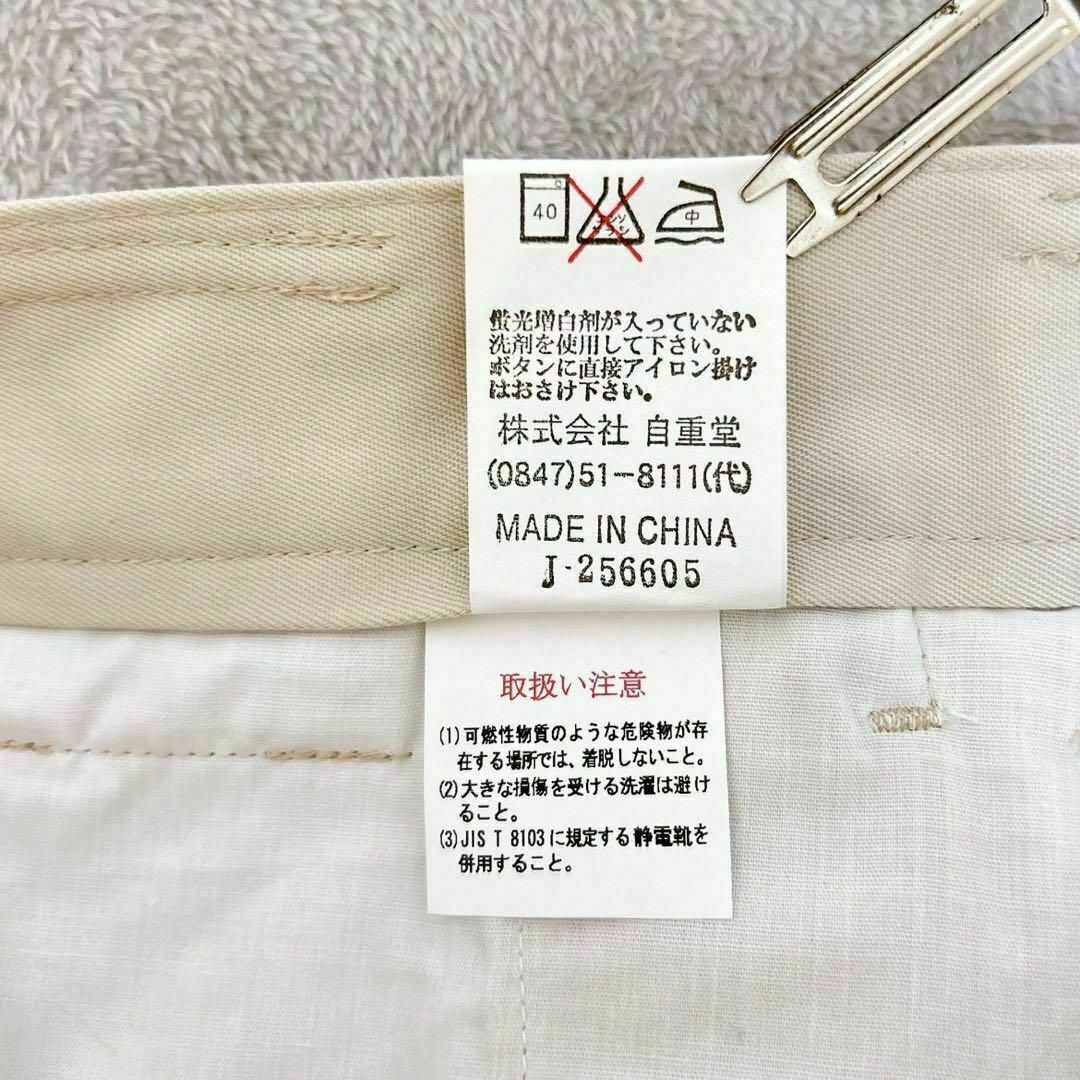 40
エンソ
サラシ
中
蛍光増白剤が入っていない
洗剤を使用して下さい。
ボタンに直接アイロン掛け
はおさけ下さい。
株式会社 自重堂
(0847)51-8111(代)
MADE IN CHINA
J-256605
取扱い注意
(1)可燃性物質のような危険物が存
在する場所では、着脱しないこと。
(2)大きな損傷を受ける洗濯は避け
ること。
(3)JIS T 8103に規定する静電靴を
併用すること。